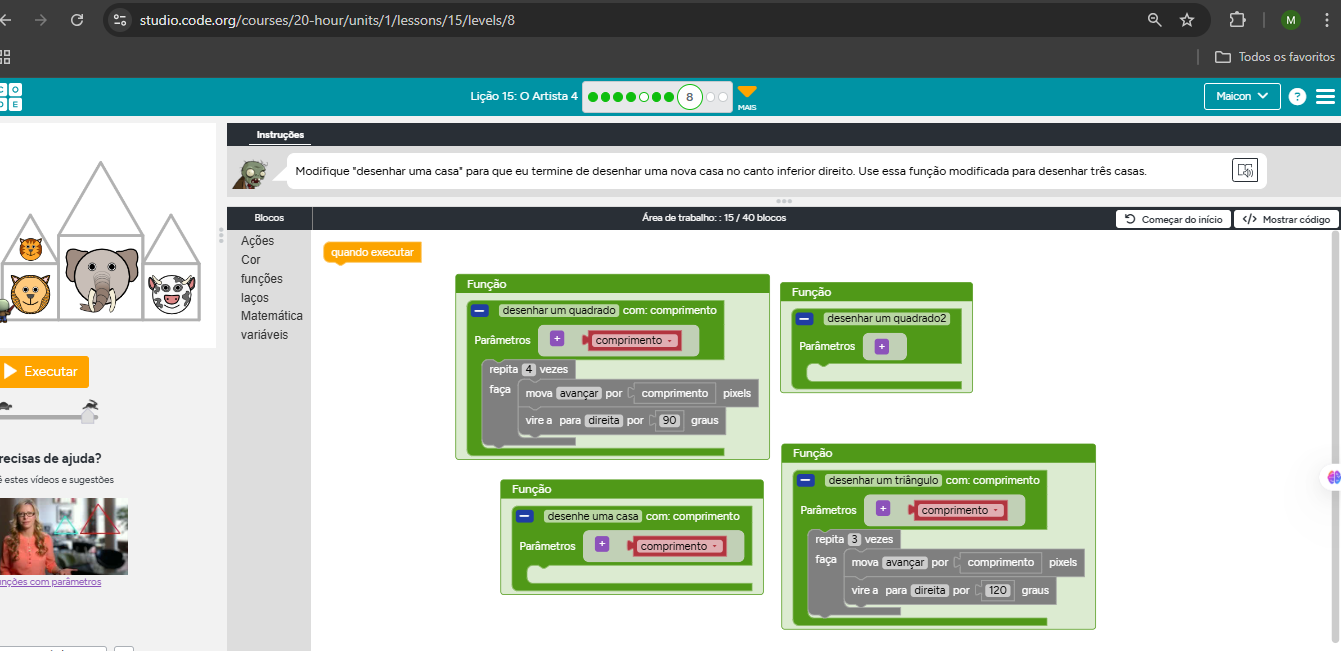 studio.code.org/courses/20-hour/units/1/lessons/15/levels/8
M
Todos os favoritos
C O
D E
Lição 15: O Artista 4
8
MAIS
Maicon
?
Instruções
Modifique "desenhar uma casa" para que eu termine de desenhar uma nova casa no canto inferior direito. Use essa função modificada para desenhar três casas.
Blocos
Área de trabalho: : 15 / 40 blocos
Começar do início
</> Mostrar código
Ações
Cor
funções
laços
Matemática
variáveis
quando executar
Função
desenhar um quadrado com: comprimento
Parâmetros + comprimento
repita 4 vezes
faça mova avançar por comprimento pixels
vire a para direita por 90 graus
Função
desenhar um quadrado2
Parâmetros +
Função
desenhe uma casa com: comprimento
Parâmetros + comprimento
Função
desenhar um triângulo com: comprimento
Parâmetros + comprimento
repita 3 vezes
faça mova avançar por comprimento pixels
vire a para direita por 120 graus
Executar
recisas de ajuda?
é estes vídeos e sugestões
unções com parâmetros